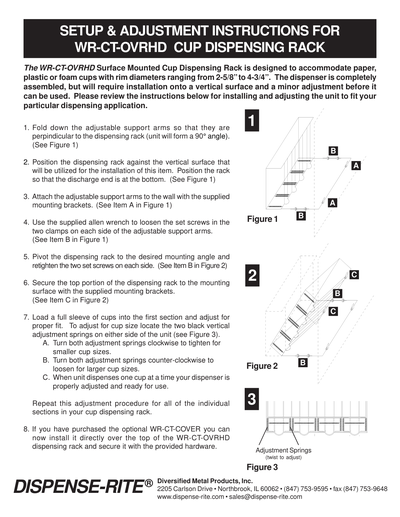 SETUP & ADJUSTMENT INSTRUCTIONS FOR
WR-CT-OVRHD CUP DISPENSING RACK
The WR-CT-OVRHD Surface Mounted Cup Dispensing Rack is designed to accommodate paper,
plastic or foam cups with rim diameters ranging from 2-5/8" to 4-3/4". The dispenser is completely
assembled, but will require installation onto a vertical surface and a minor adjustment before it
can be used. Please review the instructions below for installing and adjusting the unit to fit your
particular dispensing application.
1. Fold down the adjustable support arms so that they are
perpindicular to the dispensing rack (unit will form a 90° angle).
(See Figure 1)
2. Position the dispensing rack against the vertical surface that
will be utilized for the installation of this item. Position the rack
so that the discharge end is at the bottom. (See Figure 1)
3. Attach the adjustable support arms to the wall with the supplied
mounting brackets. (See Item A in Figure 1)
4. Use the supplied allen wrench to loosen the set screws in the
two clamps on each side of the adjustable support arms.
(See Item B in Figure 1)
5. Pivot the dispensing rack to the desired mounting angle and
retighten the two set screws on each side. (See Item B in Figure 2)
6. Secure the top portion of the dispensing rack to the mounting
surface with the supplied mounting brackets.
(See Item C in Figure 2)
7. Load a full sleeve of cups into the first section and adjust for
proper fit. To adjust for cup size locate the two black vertical
adjustment springs on either side of the unit (see Figure 3).
A. Turn both adjustment springs clockwise to tighten for
smaller cup sizes.
B. Turn both adjustment springs counter-clockwise to
loosen for larger cup sizes.
C. When unit dispenses one cup at a time your dispenser is
properly adjusted and ready for use.
Repeat this adjustment procedure for all of the individual
sections in your cup dispensing rack.
8. If you have purchased the optional WR-CT-COVER you can
now install it directly over the top of the WR-CT-OVRHD
dispensing rack and secure it with the provided hardware.
1
B
A
A
B
Figure 1
2
C
B
C
B
Figure 2
3
Adjustment Springs
(twist to adjust)
Figure 3
DISPENSE-RITE®
Diversified Metal Products, Inc.
2205 Carlson Drive • Northbrook, IL 60062 • (847) 753-9595 • fax (847) 753-9648
www.dispense-rite.com • sales@dispense-rite.com